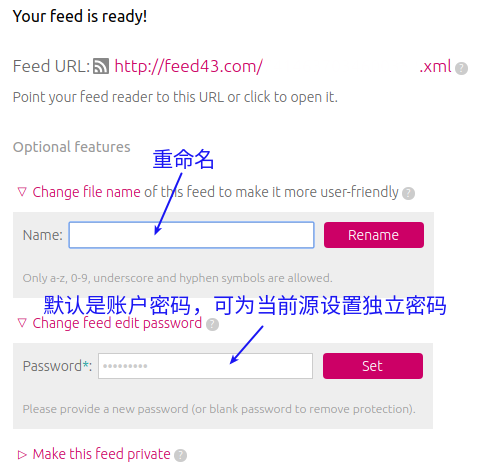 Your feed is ready!
Feed URL: http://feed43.com/ .xml ?
Point your feed reader to this URL or click to open it.
Optional features
重命名
▽ Change file name of this feed to make it more user-friendly ?
Name: Rename
Only a-z, 0-9, underscore and hyphen symbols are allowed.
默认是账户密码，可为当前源设置独立密码
▽ Change feed edit password ?
Password*: ••••••••• Set
Please provide a new password (or blank password to remove protection).
▷ Make this feed private ?